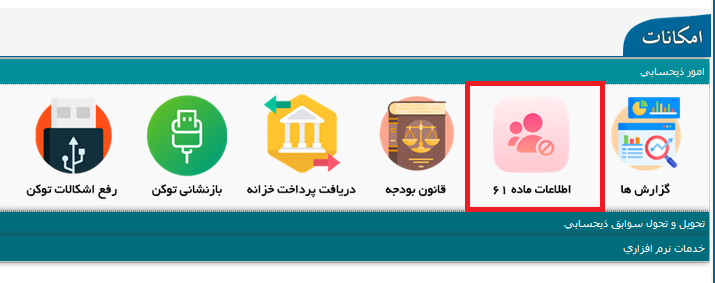 امکانات
امور ذیحسابی
گزارش ها
اطلاعات ماده ۶۱
قانون بودجه
دریافت پرداخت خزانه
بازنشانی توکن
رفع اشکالات توکن
تحویل و تحول سوابق ذیحسابی
خدمات نرم افزاری